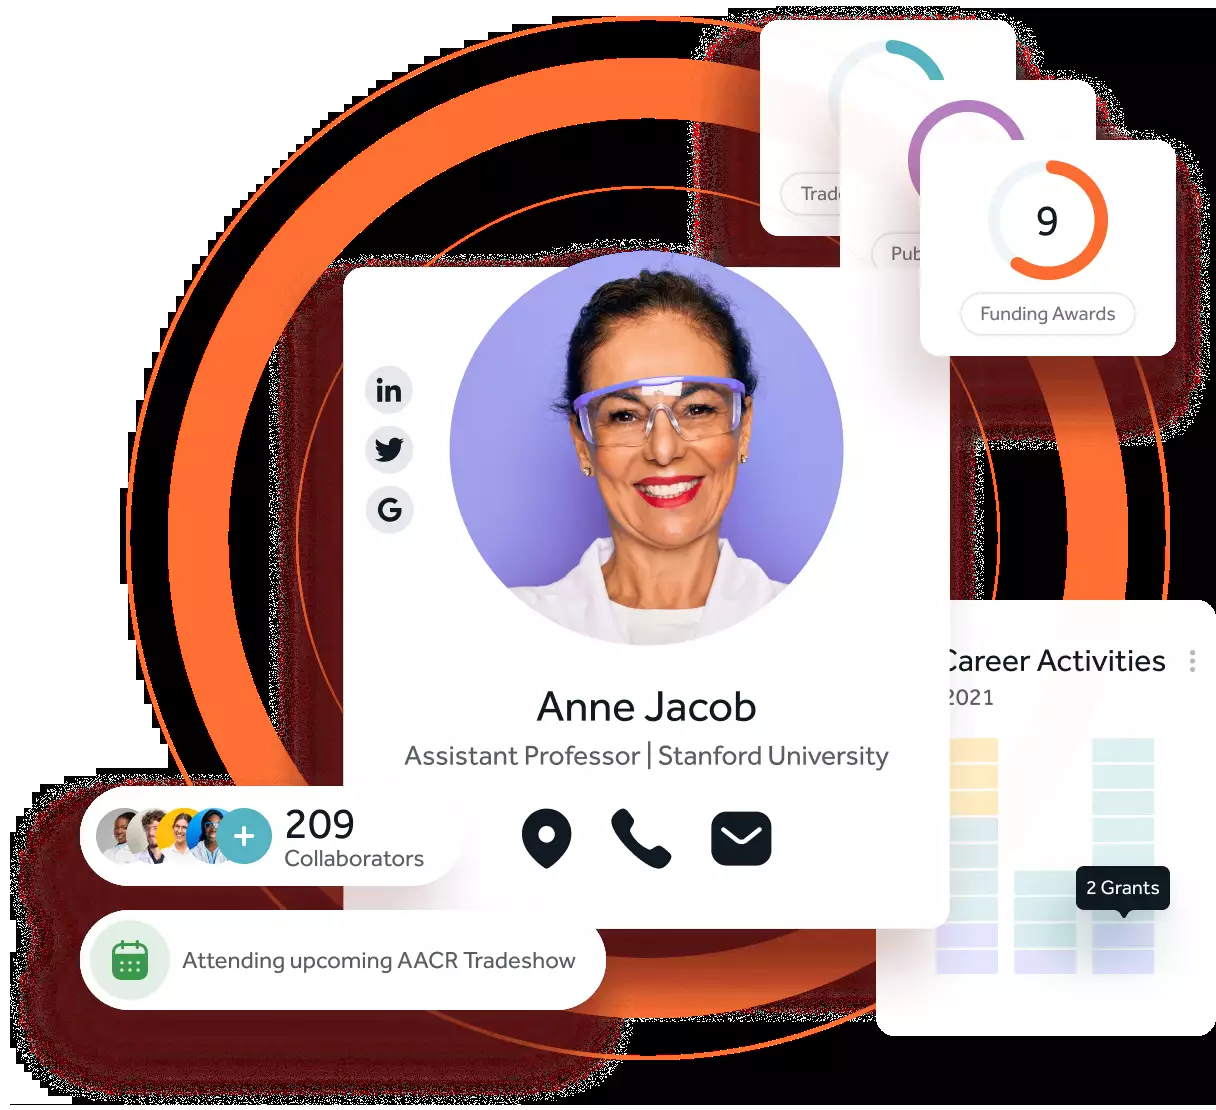 Trad
Pub
9
Funding Awards
in
G
Career Activities
2021
Anne Jacob
Assistant Professor | Stanford University
2 Grants
209
Collaborators
Attending upcoming AACR Tradeshow